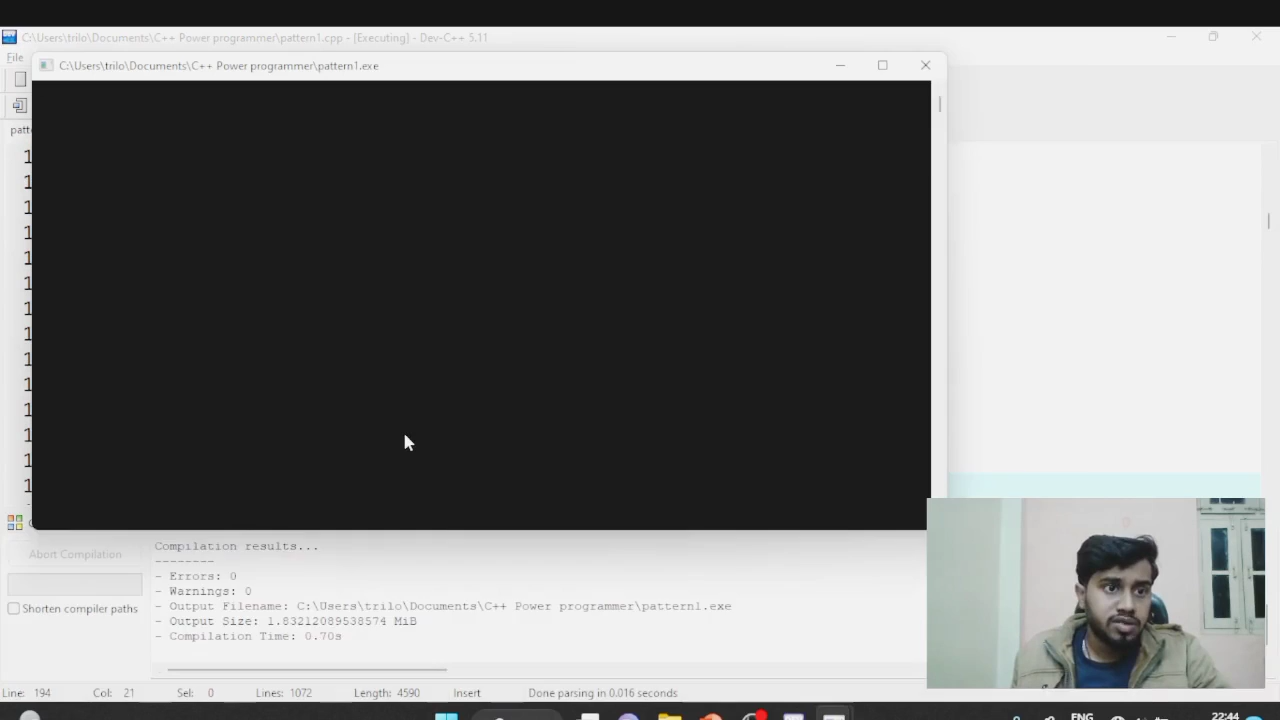 C:\Users\trilo\Documents\C++ Power programmer\pattern1.cpp - [Executing] - Dev-C++ 5.11
File
C:\Users\trilo\Documents\C++ Power programmer\pattern1.exe
patt
1
1
1
1
1
1
1
1
1
1
1
1
1
1
Compilation results...
--------
- Errors: 0
- Warnings: 0
- Output Filename: C:\Users\trilo\Documents\C++ Power programmer\pattern1.exe
- Output Size: 1.83212089538574 MiB
- Compilation Time: 0.70s
Abort Compilation
Shorten compiler paths
Line: 194 Col: 21 Sel: 0 Lines: 1072 Length: 4590 Insert Done parsing in 0.016 seconds
ENG 22:44